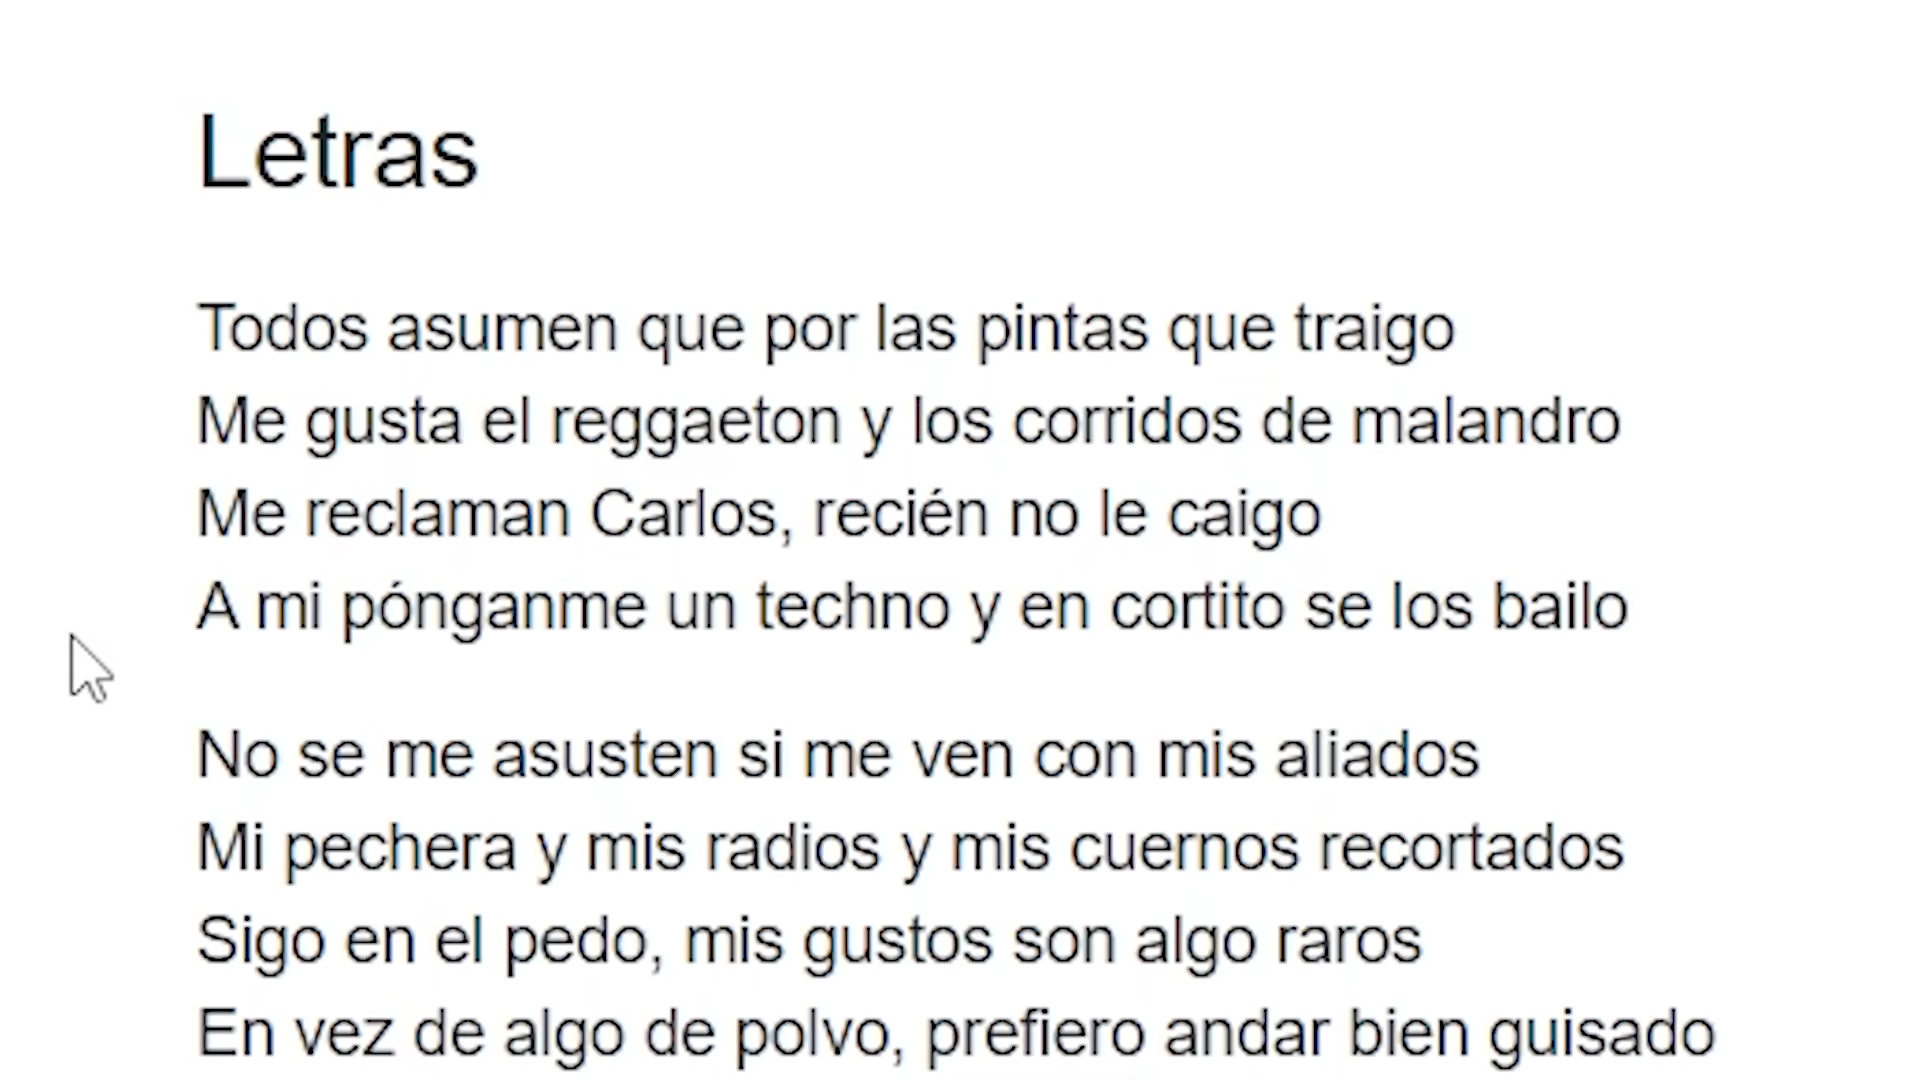 Letras
Todos asumen que por las pintas que traigo
Me gusta el reggaeton y los corridos de malandro
Me reclaman Carlos, recién no le caigo
A mi pónganme un techno y en cortito se los bailo
No se me asusten si me ven con mis aliados
Mi pechera y mis radios y mis cuernos recortados
Sigo en el pedo, mis gustos son algo raros
En vez de algo de polvo, prefiero andar bien guisado